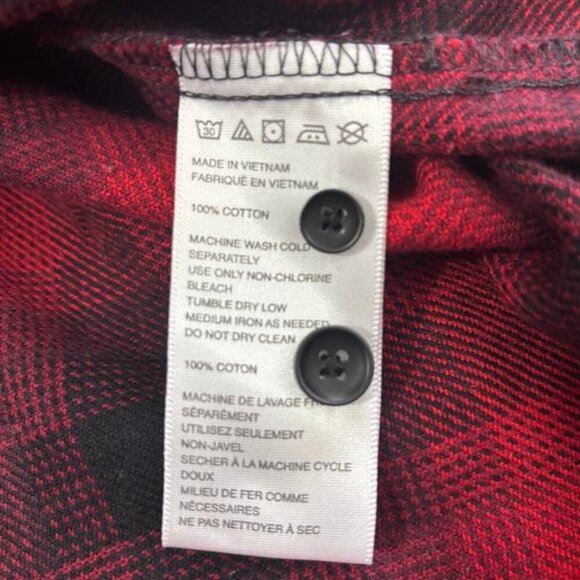 30
MADE IN VIETNAM
FABRIQUÉ EN VIETNAM
100% COTTON
MACHINE WASH COLD
SEPARATELY
USE ONLY NON-CHLORINE
BLEACH
TUMBLE DRY LOW
MEDIUM IRON AS NEEDED
DO NOT DRY CLEAN
100% COTON
MACHINE DE LAVAGE
SÉPARÉMENT
UTILISEZ SEULEMENT
NON-JAVEL
SECHER À LA MACHINE CYCLE
DOUX
MILIEU DE FER COMME
NÉCESSAIRES
NE PAS NETTOYER À SEC